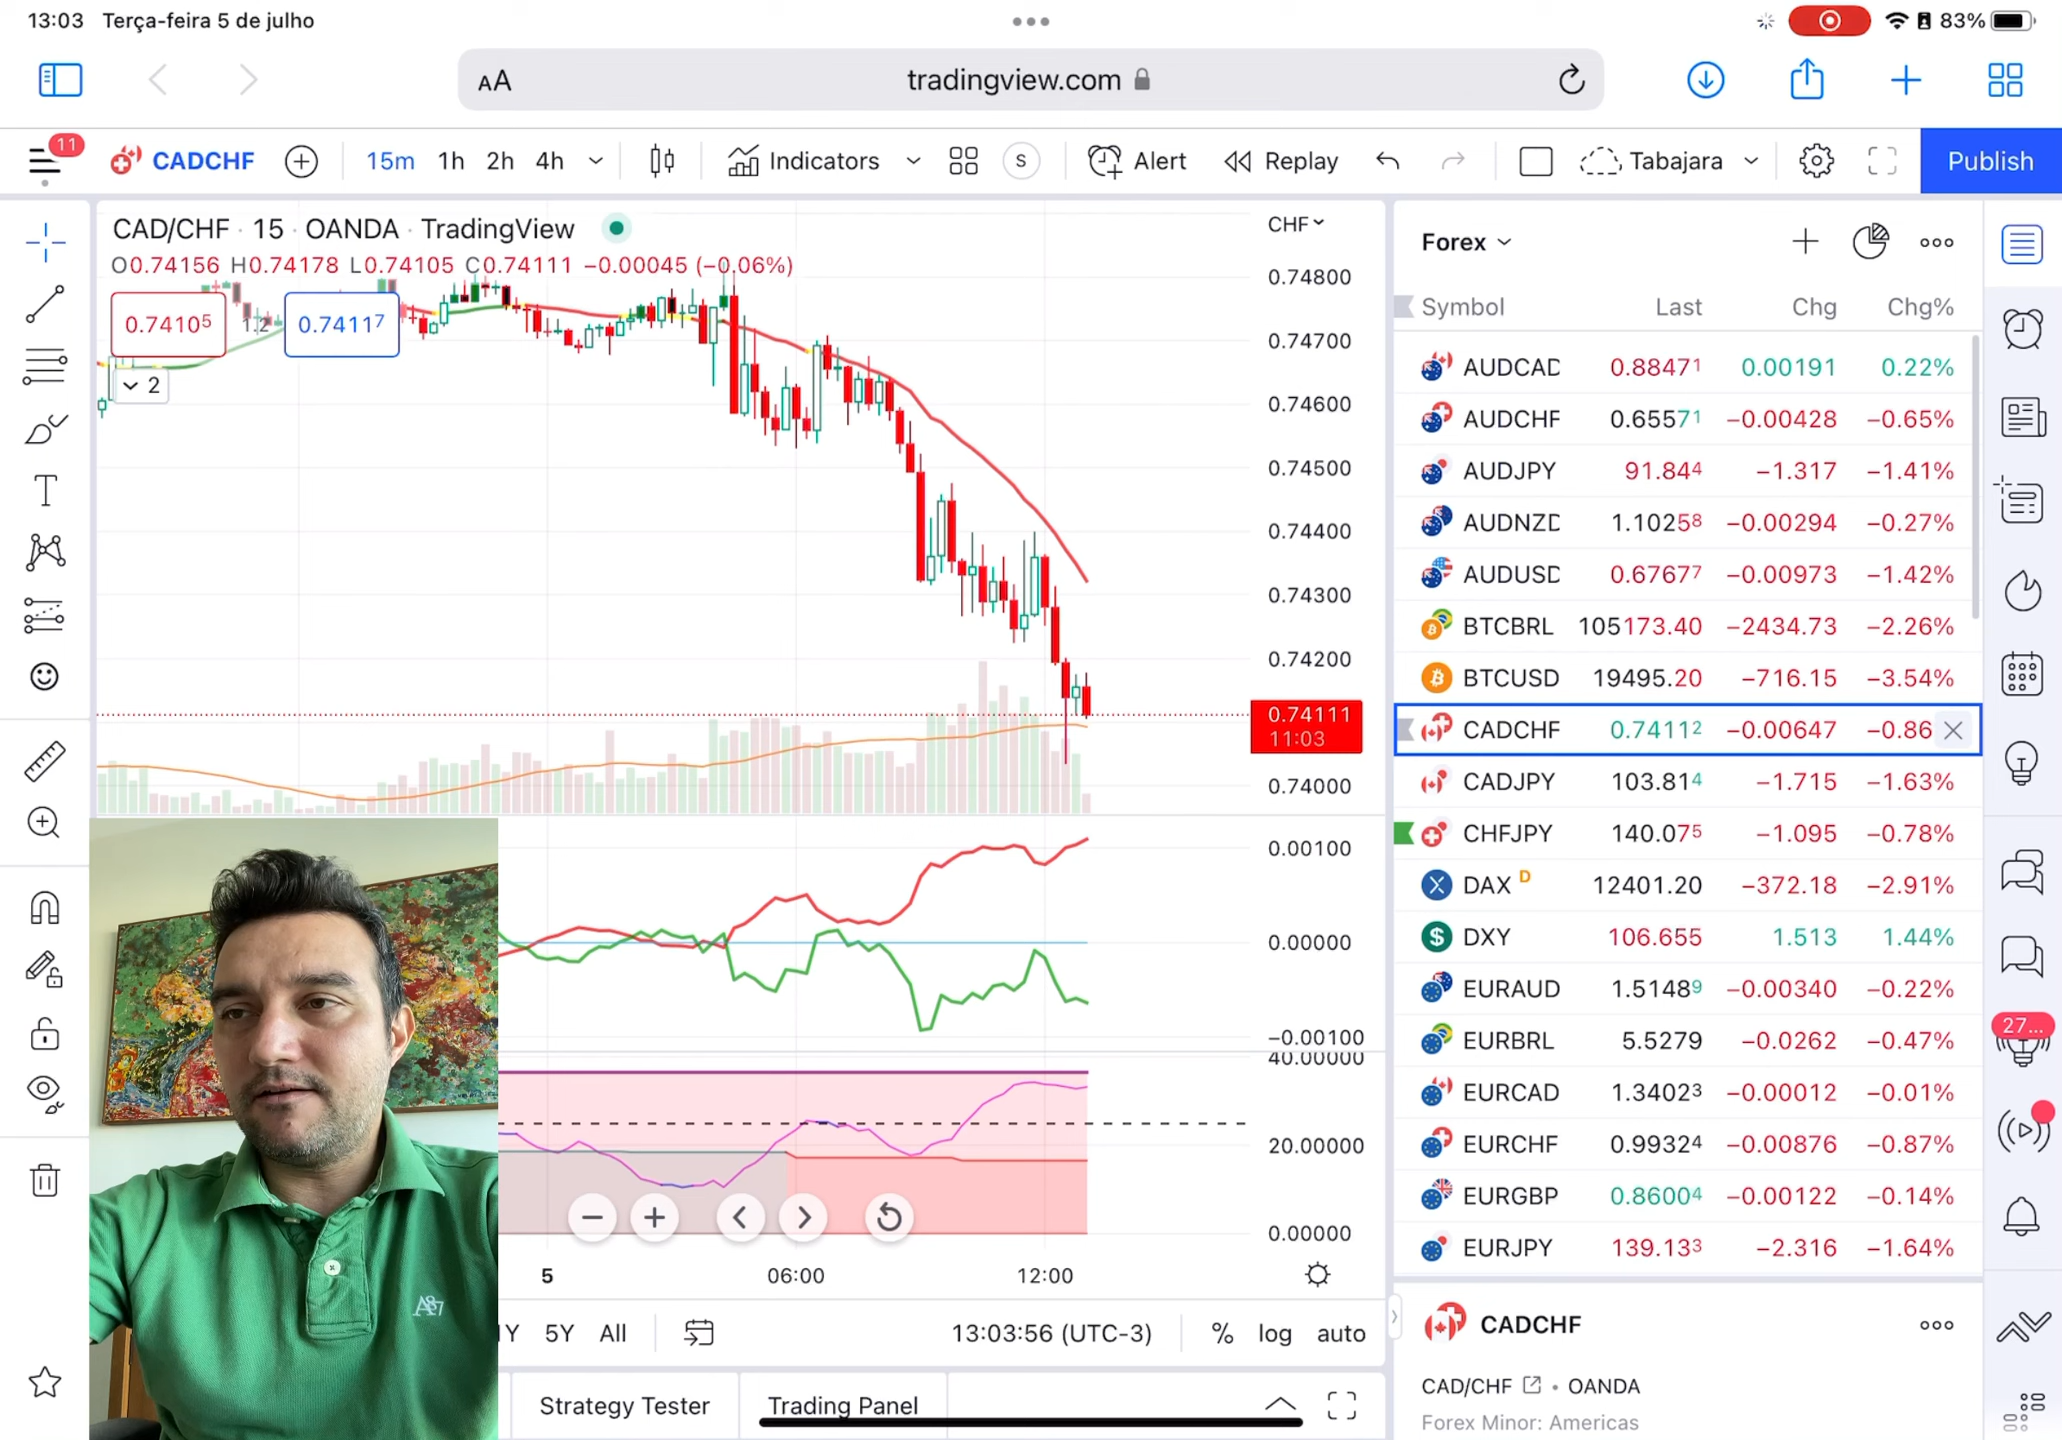 13:03 Terça-feira 5 de julho
83%
AA tradingview.com
11
CADCHF 15m 1h 2h 4h Indicators S Alert Replay Tabajara Publish
CAD/CHF · 15 · OANDA · TradingView
O0.74156 H0.74178 L0.74105 C0.74111 −0.00045 (−0.06%)
0.74105 1.2 0.74117
2
CHF
0.74800
0.74700
0.74600
0.74500
0.74400
0.74300
0.74200
0.74111
11:03
0.74000
0.00100
0.00000
−0.00100
40.00000
20.00000
0.00000
5 06:00 12:00
Y 5Y All 13:03:56 (UTC-3) % log auto
Strategy Tester Trading Panel
Forex
Symbol Last Chg Chg%
AUDCAD 0.88471 0.00191 0.22%
AUDCHF 0.65571 −0.00428 −0.65%
AUDJPY 91.844 −1.317 −1.41%
AUDNZD 1.10258 −0.00294 −0.27%
AUDUSD 0.67677 −0.00973 −1.42%
BTCBRL 105173.40 −2434.73 −2.26%
BTCUSD 19495.20 −716.15 −3.54%
CADCHF 0.74112 −0.00647 −0.86
CADJPY 103.814 −1.715 −1.63%
CHFJPY 140.075 −1.095 −0.78%
DAX D 12401.20 −372.18 −2.91%
DXY 106.655 1.513 1.44%
EURAUD 1.51489 −0.00340 −0.22%
EURBRL 5.5279 −0.0262 −0.47%
EURCAD 1.34023 −0.00012 −0.01%
EURCHF 0.99324 −0.00876 −0.87%
EURGBP 0.86004 −0.00122 −0.14%
EURJPY 139.133 −2.316 −1.64%
27...
CADCHF
CAD/CHF • OANDA
Forex Minor: Americas